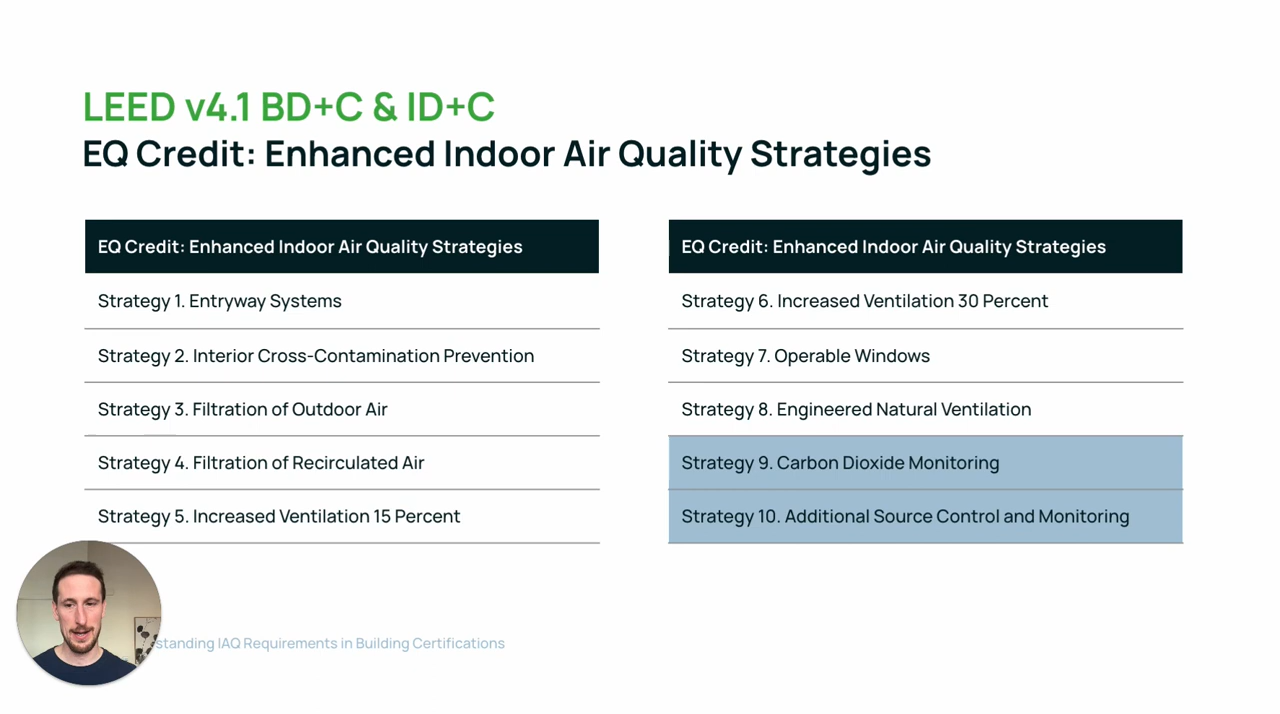 LEED v4.1 BD+C & ID+C
EQ Credit: Enhanced Indoor Air Quality Strategies
EQ Credit: Enhanced Indoor Air Quality Strategies
Strategy 1. Entryway Systems
Strategy 2. Interior Cross-Contamination Prevention
Strategy 3. Filtration of Outdoor Air
Strategy 4. Filtration of Recirculated Air
Strategy 5. Increased Ventilation 15 Percent
EQ Credit: Enhanced Indoor Air Quality Strategies
Strategy 6. Increased Ventilation 30 Percent
Strategy 7. Operable Windows
Strategy 8. Engineered Natural Ventilation
Strategy 9. Carbon Dioxide Monitoring
Strategy 10. Additional Source Control and Monitoring
standing IAQ Requirements in Building Certifications